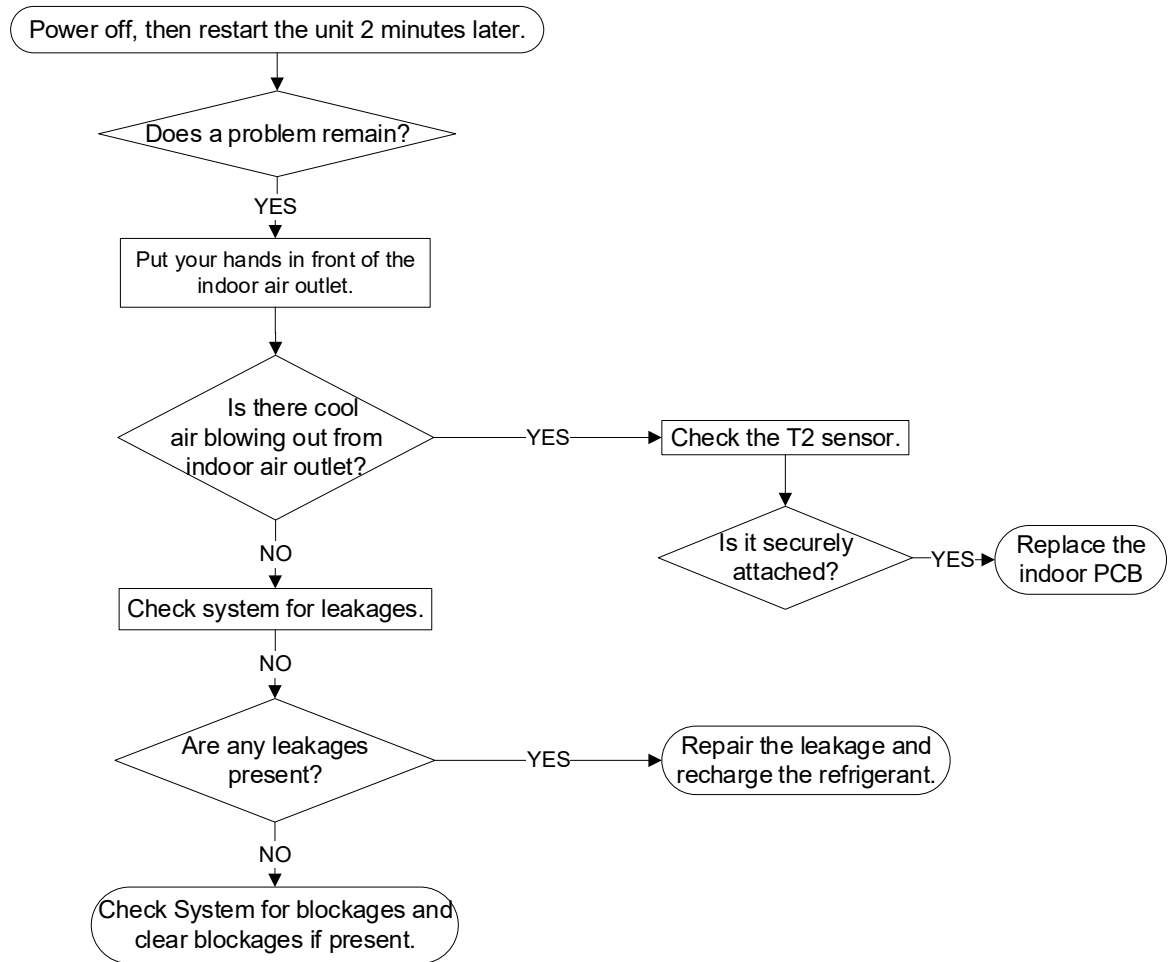 Power off, then restart the unit 2 minutes later.
Does a problem remain?
YES
Put your hands in front of the
indoor air outlet.
Is there cool
air blowing out from
indoor air outlet?
YES
Check the T2 sensor.
Is it securely
attached?
YES
Replace the
indoor PCB
NO
Check system for leakages.
NO
Are any leakages
present?
YES
Repair the leakage and
recharge the refrigerant.
NO
Check System for blockages and
clear blockages if present.